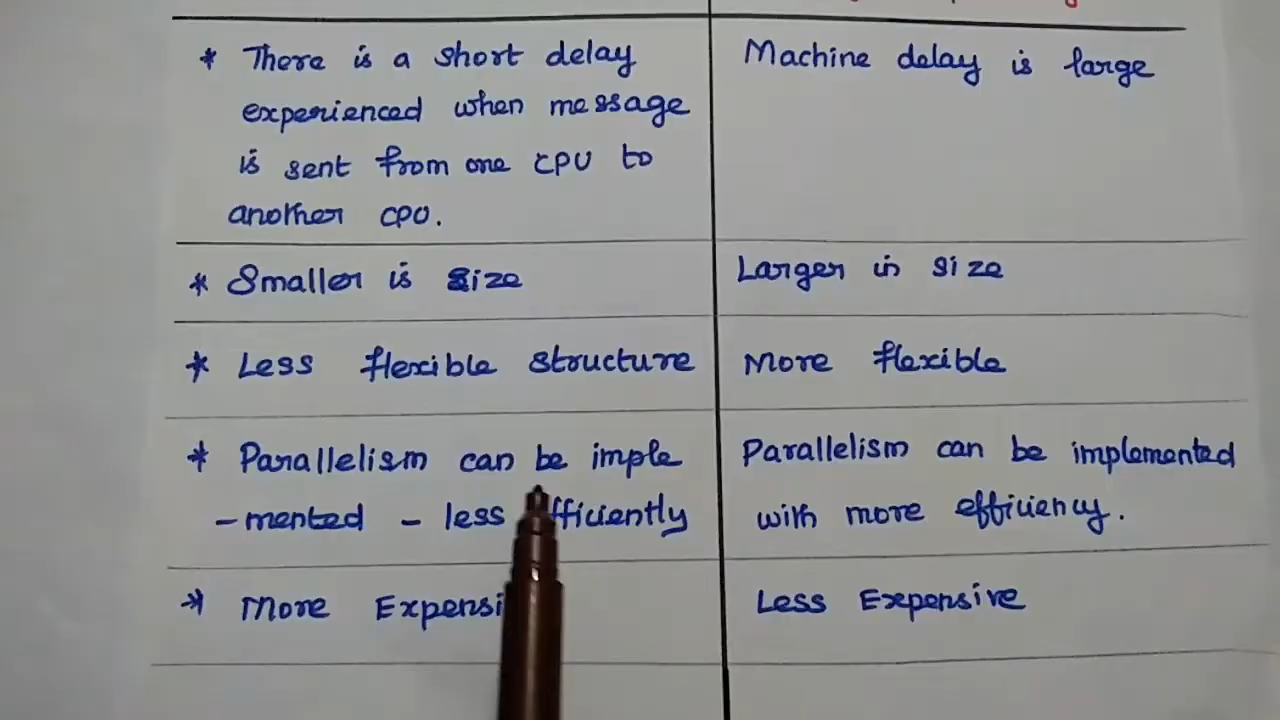 * There is a short delay
experienced when message
is sent from one CPU to
another CPU.
Machine delay is large
* Smaller is size
Larger in size
* Less flexible structure
More flexible
* Parallelism can be imple
-mented - less efficiently
Parallelism can be implemented
with more efficiency.
* More
Less Expensive